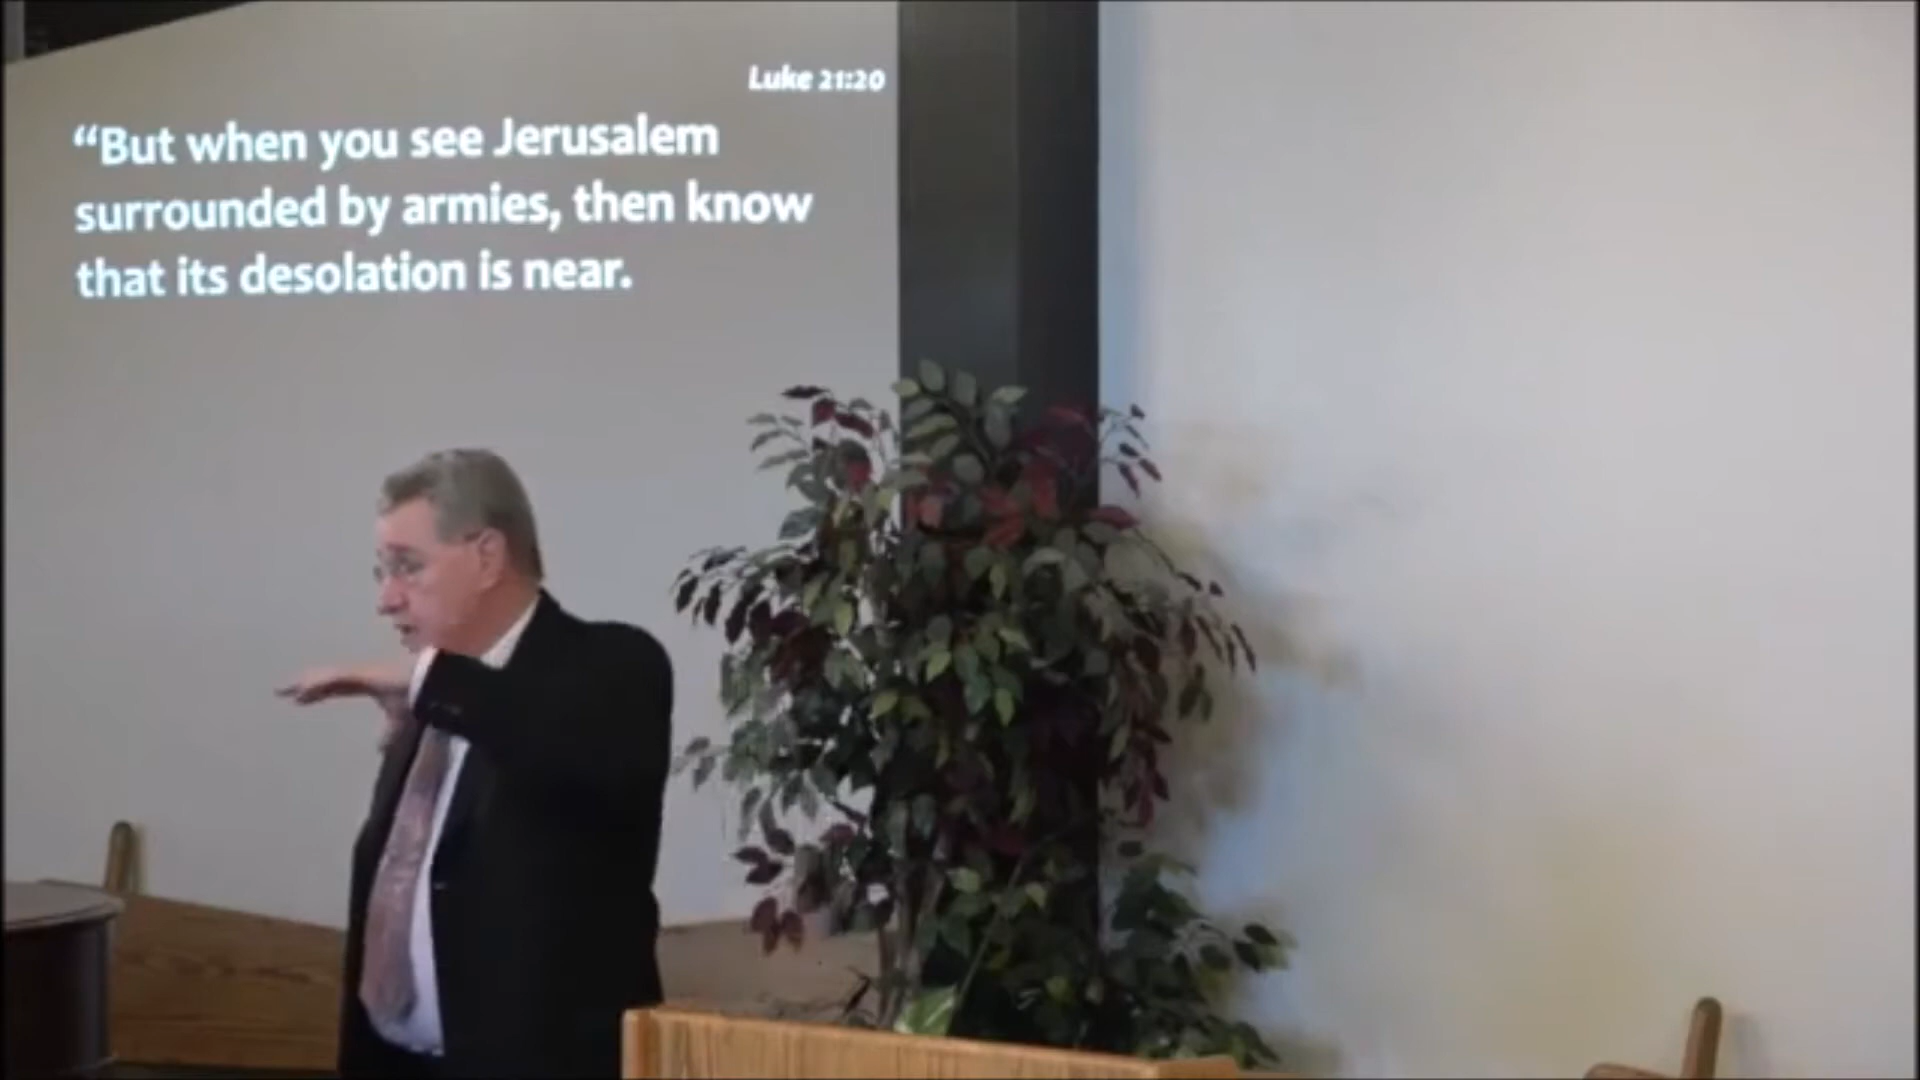 Luke 21:20
“But when you see Jerusalem
surrounded by armies, then know
that its desolation is near.